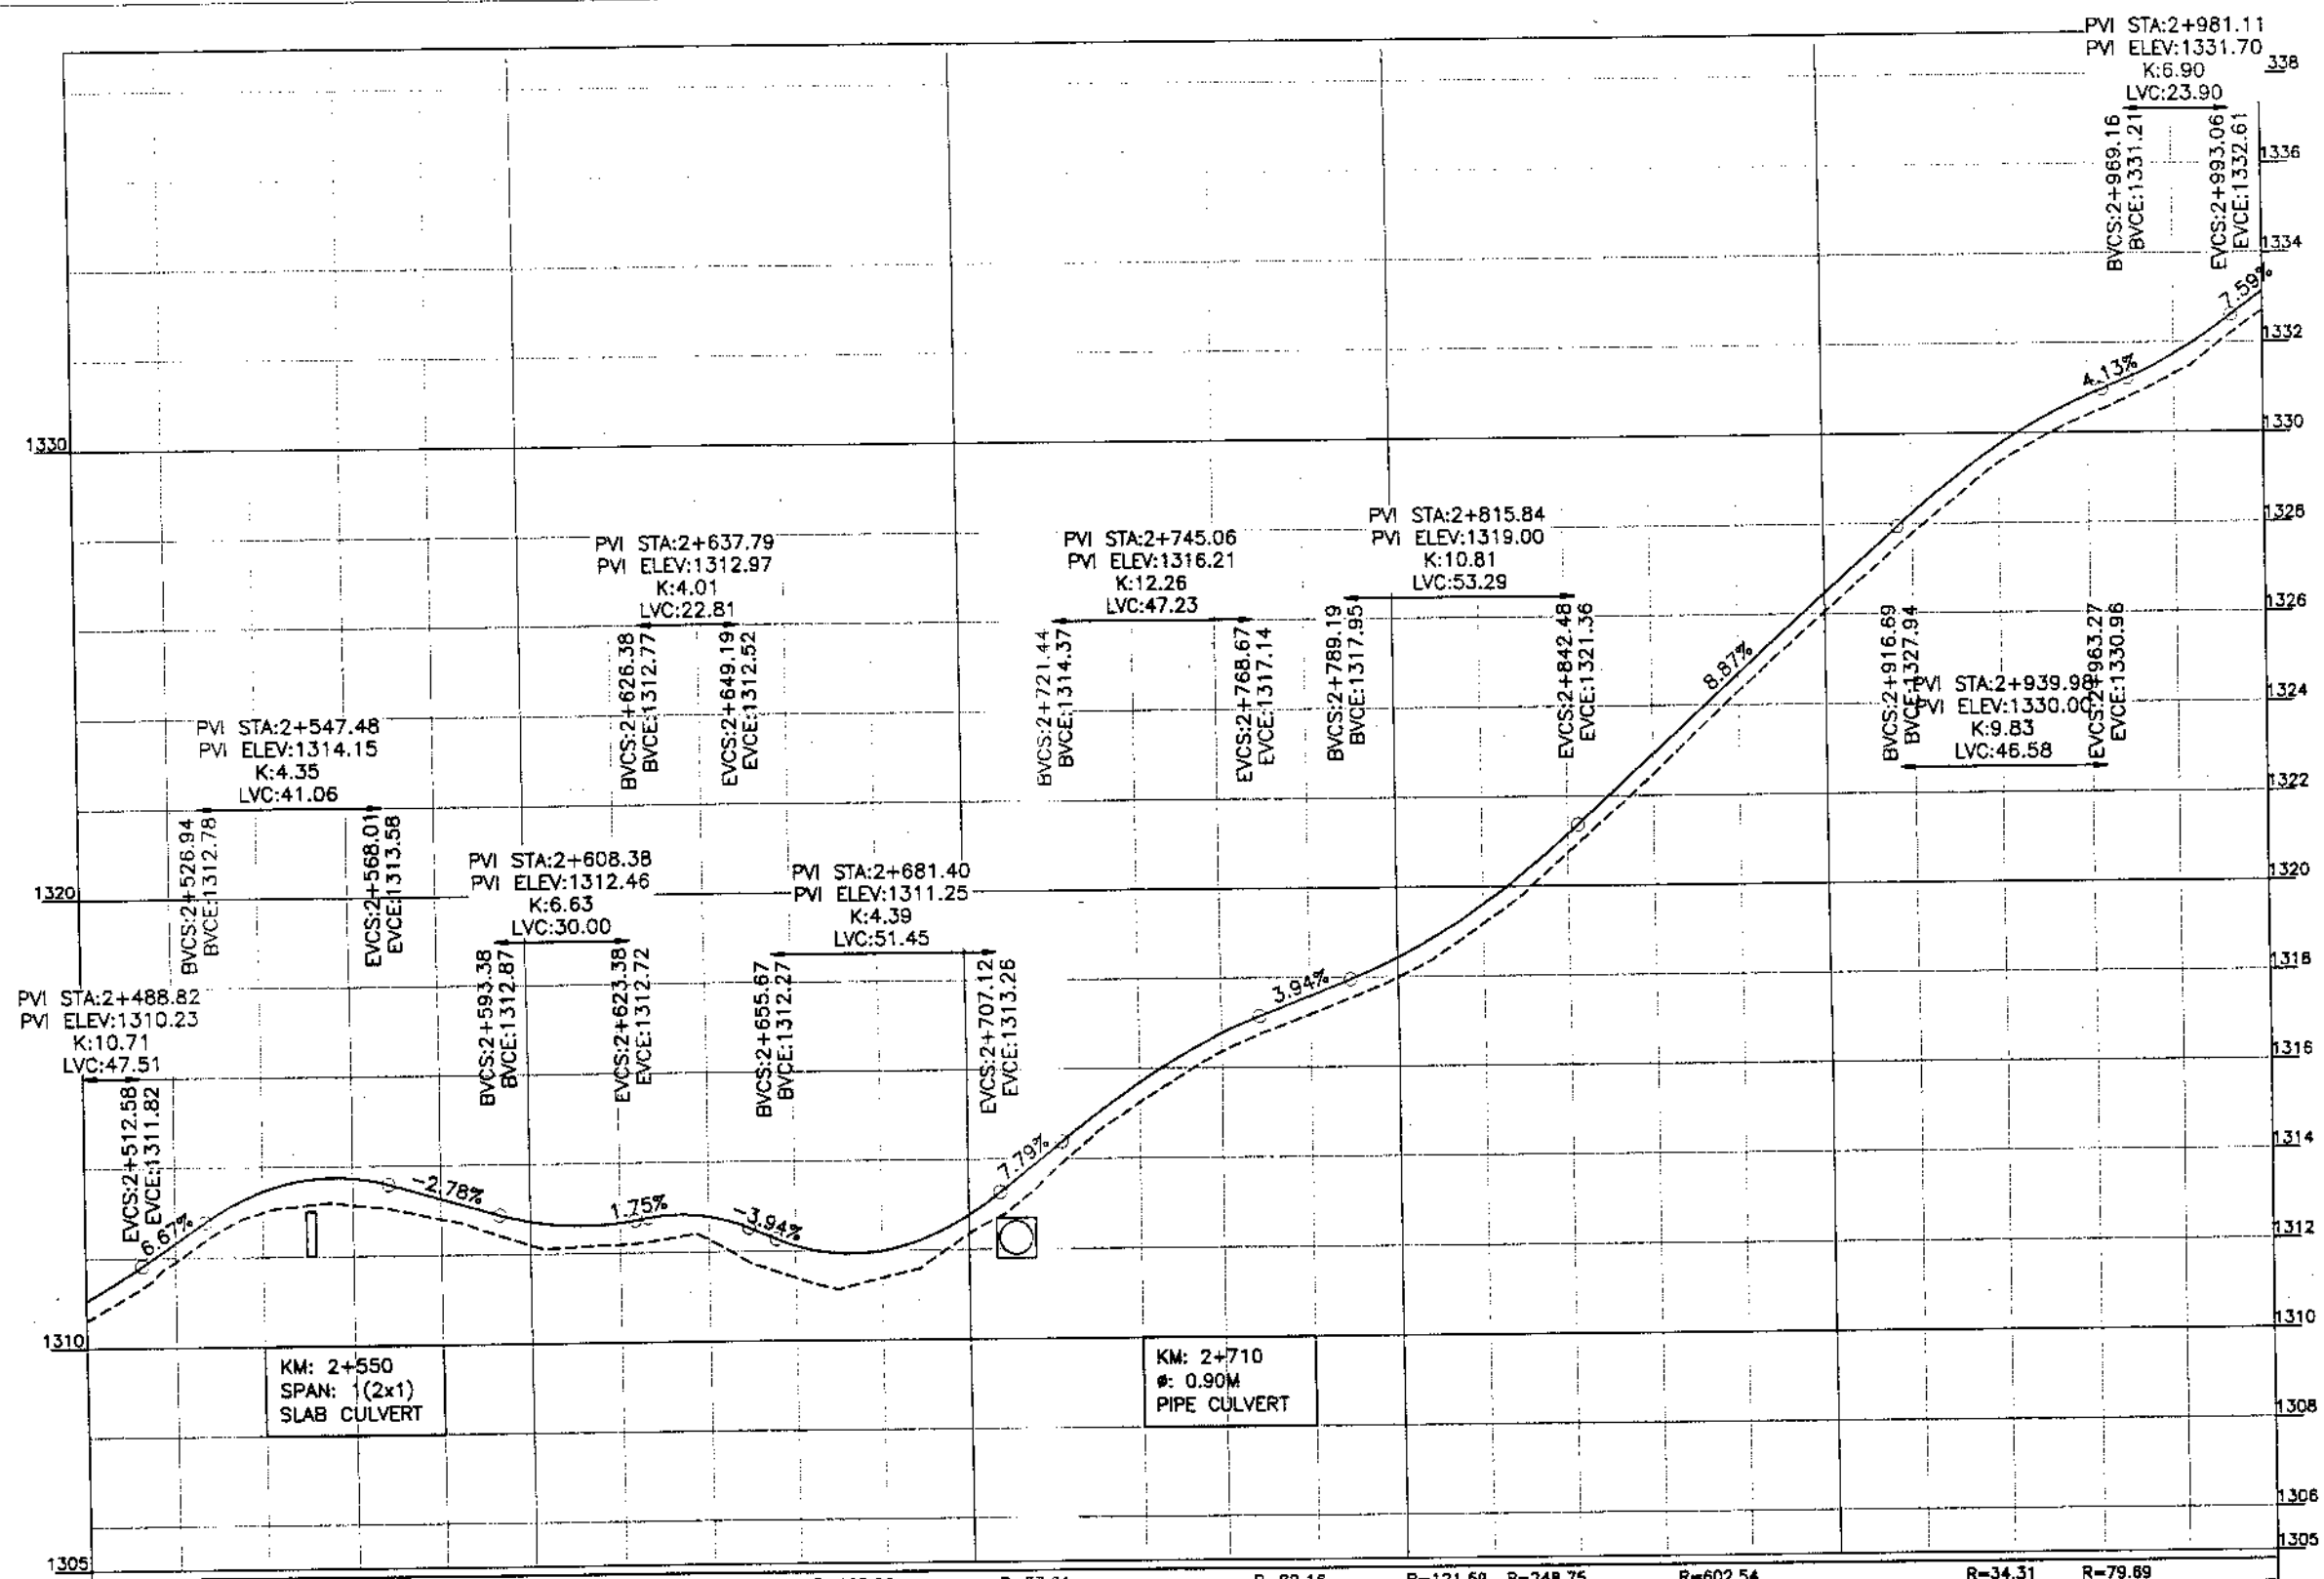 PVI STA:2+981.11
PVI ELEV:1331.70
K:6.90
LVC:23.90
BVCS:2+969.16
BVCE:1331.21
EVCS:2+993.06
EVCE:1332.61
338
1336
1334
1332
1330
1328
1326
1324
1322
1320
1318
1316
1314
1312
1310
1308
1306
1305
1330
1320
1310
1305
PVI STA:2+488.82
PVI ELEV:1310.23
K:10.71
LVC:47.51
EVCS:2+512.58
EVCE:1311.82
PVI STA:2+547.48
PVI ELEV:1314.15
K:4.35
LVC:41.06
BVCS:2+526.94
BVCE:1312.78
EVCS:2+568.01
EVCE:1313.58
PVI STA:2+608.38
PVI ELEV:1312.46
K:6.63
LVC:30.00
BVCS:2+593.38
BVCE:1312.87
EVCS:2+623.38
EVCE:1312.72
PVI STA:2+637.79
PVI ELEV:1312.97
K:4.01
LVC:22.81
BVCS:2+626.38
BVCE:1312.77
EVCS:2+649.19
EVCE:1312.52
PVI STA:2+681.40
PVI ELEV:1311.25
K:4.39
LVC:51.45
BVCS:2+655.67
BVCE:1312.27
EVCS:2+707.12
EVCE:1313.26
PVI STA:2+745.06
PVI ELEV:1316.21
K:12.26
LVC:47.23
BVCS:2+721.44
BVCE:1314.37
EVCS:2+768.67
EVCE:1317.14
PVI STA:2+815.84
PVI ELEV:1319.00
K:10.81
LVC:53.29
BVCS:2+789.19
BVCE:1317.95
EVCS:2+842.48
EVCE:1321.36
PVI STA:2+939.98
PVI ELEV:1330.00
K:9.83
LVC:46.58
BVCS:2+916.69
BVCE:1327.94
EVCS:2+963.27
EVCE:1330.96
6.67%
-2.78%
1.75%
-3.94%
7.79%
3.94%
8.87%
4.13%
7.59%
KM: 2+550
SPAN: 1(2x1)
SLAB CULVERT
KM: 2+710
ø: 0.90M
PIPE CULVERT
R=121.59 R=248.75 R=602.54 R=34.31 R=79.69